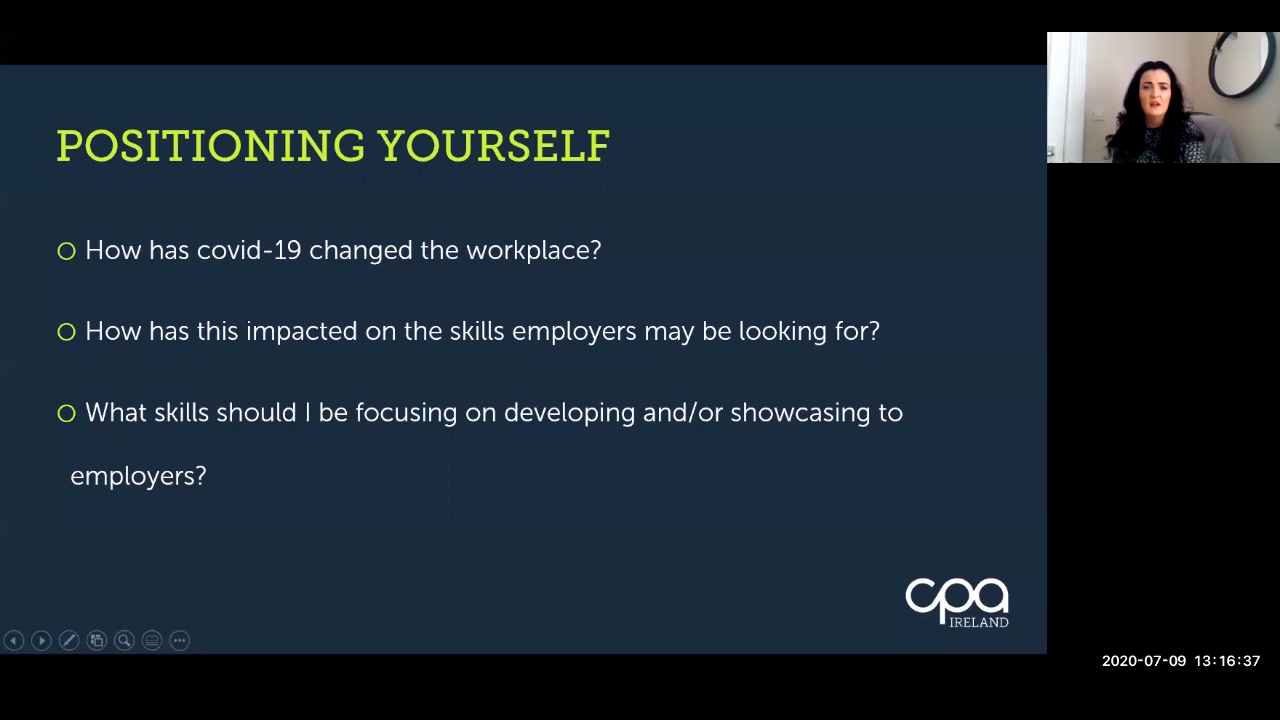 POSITIONING YOURSELF
How has covid-19 changed the workplace?
How has this impacted on the skills employers may be looking for?
What skills should I be focusing on developing and/or showcasing to
employers?
cpa
IRELAND
2020-07-09 13:16:37